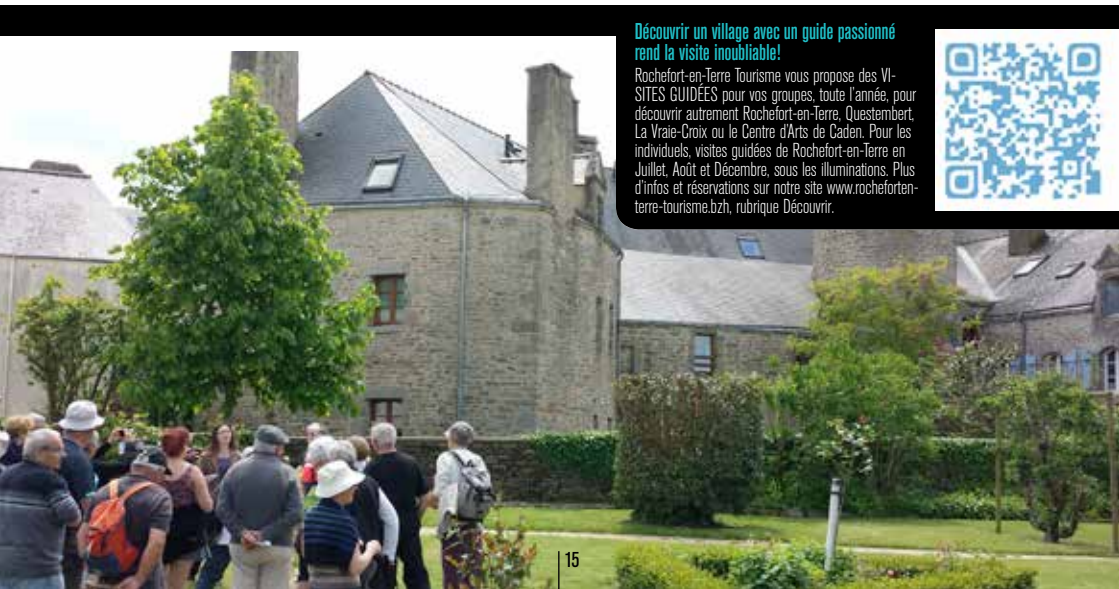 Découvrir un village avec un guide passionné
rend la visite inoubliable!
Rochefort-en-Terre Tourisme vous propose des VI-
SITES GUIDÉES pour vos groupes, toute l'année, pour
découvrir autrement Rochefort-en-Terre, Questembert,
La Vraie-Croix ou le Centre d'Arts de Caden. Pour les
individuels, visites guidées de Rochefort-en-Terre en
Juillet, Août et Décembre, sous les illuminations. Plus
d'infos et réservations sur notre site www.rocheforten-
terre-tourisme.bzh, rubrique Découvrir.
15